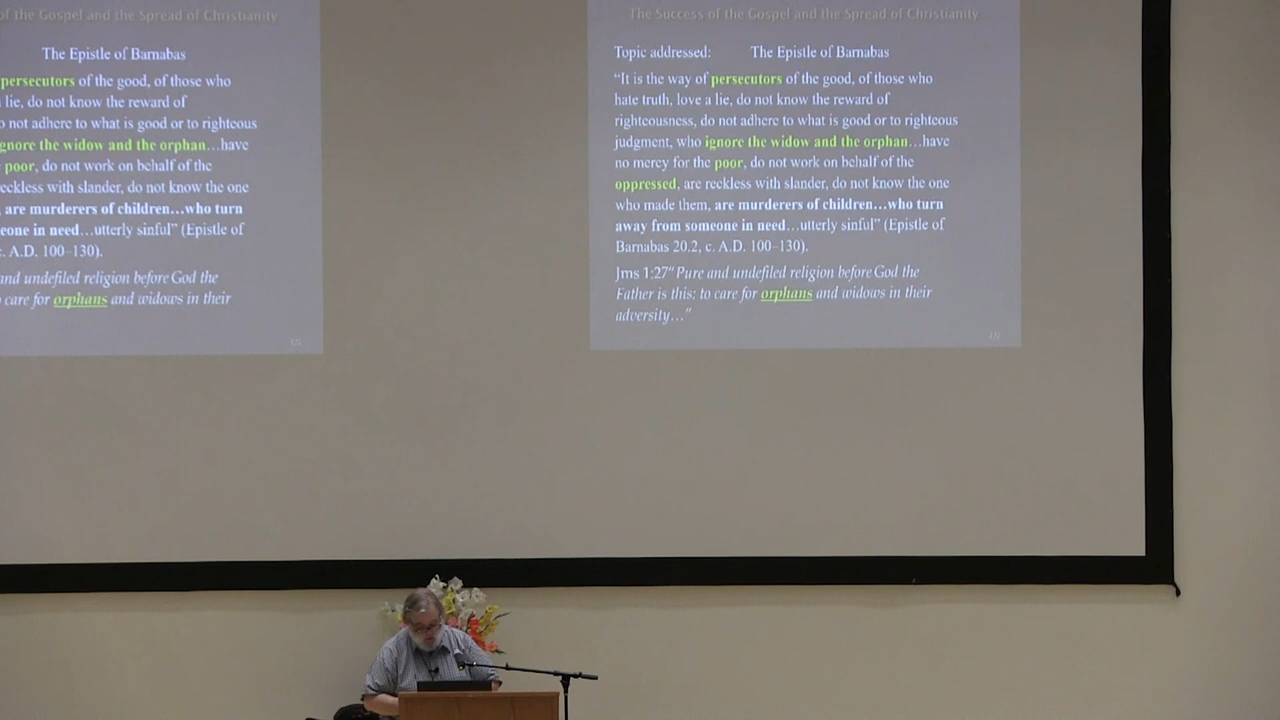 of the Gospel and the Spread of Christianity
The Epistle of Barnabas
persecutors of the good, of those who
lie, do not know the reward of
o not adhere to what is good or to righteous
gnore the widow and the orphan…have
poor, do not work on behalf of the
eckless with slander, do not know the one
, are murderers of children…who turn
eone in need…utterly sinful” (Epistle of
. A.D. 100–130).
and undefiled religion before God the
o care for orphans and widows in their
The Success of the Gospel and the Spread of Christianity
Topic addressed: The Epistle of Barnabas
“It is the way of persecutors of the good, of those who
hate truth, love a lie, do not know the reward of
righteousness, do not adhere to what is good or to righteous
judgment, who ignore the widow and the orphan…have
no mercy for the poor, do not work on behalf of the
oppressed, are reckless with slander, do not know the one
who made them, are murderers of children…who turn
away from someone in need…utterly sinful” (Epistle of
Barnabas 20.2, c. A.D. 100–130).
Jms 1:27“Pure and undefiled religion before God the
Father is this: to care for orphans and widows in their
adversity…”